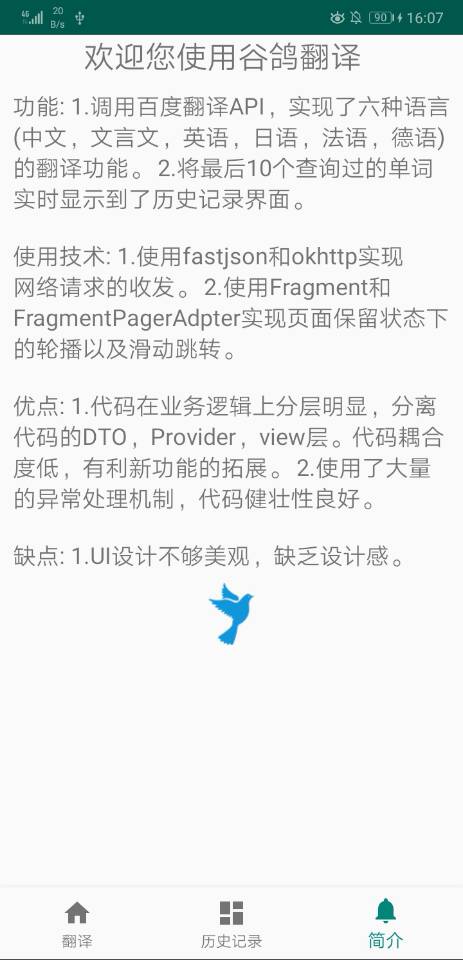 4G
20
B/s
90
16:07
欢迎您使用谷鸽翻译
功能: 1.调用百度翻译API，实现了六种语言
(中文，文言文，英语，日语，法语，德语)
的翻译功能。 2.将最后10个查询过的单词
实时显示到了历史记录界面。
使用技术: 1.使用fastjson和okhttp实现
网络请求的收发。 2.使用Fragment和
FragmentPagerAdpter实现页面保留状态下
的轮播以及滑动跳转。
优点: 1.代码在业务逻辑上分层明显，分离
代码的DTO，Provider，view层。代码耦合
度低，有利新功能的拓展。 2.使用了大量
的异常处理机制，代码健壮性良好。
缺点: 1.UI设计不够美观，缺乏设计感。
翻译
历史记录
简介